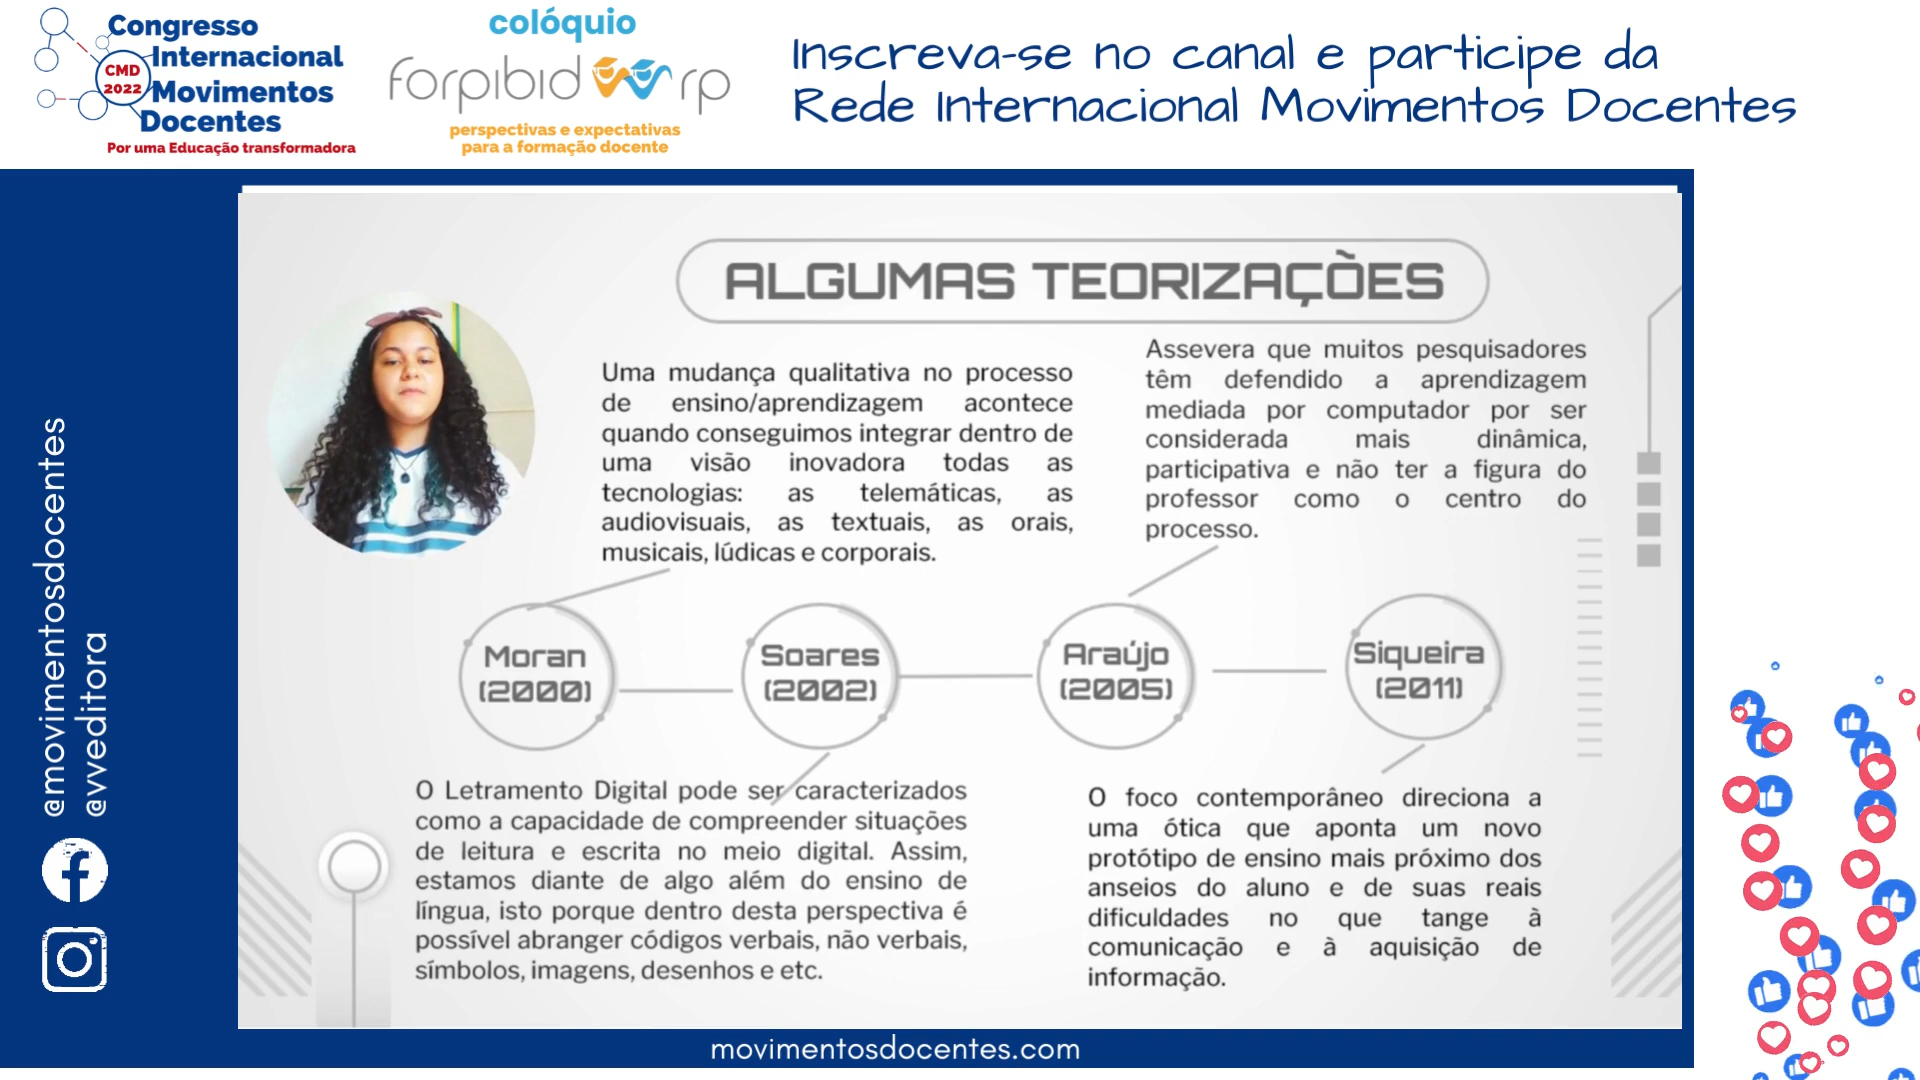 Congresso
Internacional
CMD
2022
Movimentos
Docentes
Por uma Educação transformadora
colóquio
forpibid rp
perspectivas e expectativas
para a formação docente
Inscreva-se no canal e participe da
Rede Internacional Movimentos Docentes
@movimentosdocentes
@vveditora
ALGUMAS TEORIZAÇÕES
Uma mudança qualitativa no processo
de ensino/aprendizagem acontece
quando conseguimos integrar dentro de
uma visão inovadora todas as
tecnologias: as telemáticas, as
audiovisuais, as textuais, as orais,
musicais, lúdicas e corporais.
Assevera que muitos pesquisadores
têm defendido a aprendizagem
mediada por computador por ser
considerada mais dinâmica,
participativa e não ter a figura do
professor como o centro do
processo.
Moran
(2000)
Soares
(2002)
Araújo
(2005)
Siqueira
(2011)
O Letramento Digital pode ser caracterizados
como a capacidade de compreender situações
de leitura e escrita no meio digital. Assim,
estamos diante de algo além do ensino de
língua, isto porque dentro desta perspectiva é
possível abranger códigos verbais, não verbais,
símbolos, imagens, desenhos e etc.
O foco contemporâneo direciona a
uma ótica que aponta um novo
protótipo de ensino mais próximo dos
anseios do aluno e de suas reais
dificuldades no que tange à
comunicação e à aquisição de
informação.
movimentosdocentes.com